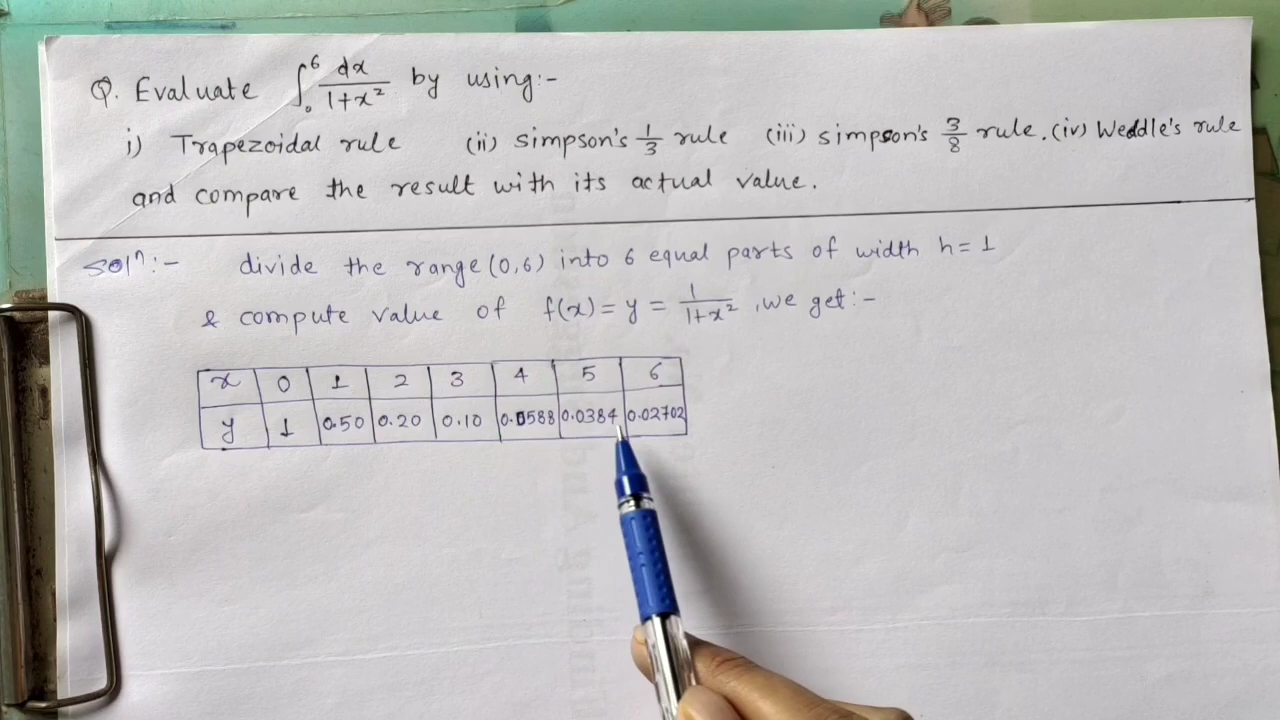 Q. Evaluate ∫₀⁶ dx/(1+x²) by using:-
i) Trapezoidal rule (ii) simpson's 1/3 rule (iii) simpson's 3/8 rule. (iv) Weddle's rule
and compare the result with its actual value.
Solⁿ:- divide the range (0,6) into 6 equal parts of width h=1
& compute value of f(x) = y = 1/(1+x²), we get:-
x 0 1 2 3 4 5 6
y 1 0.50 0.20 0.10 0.0588 0.0384 0.02702